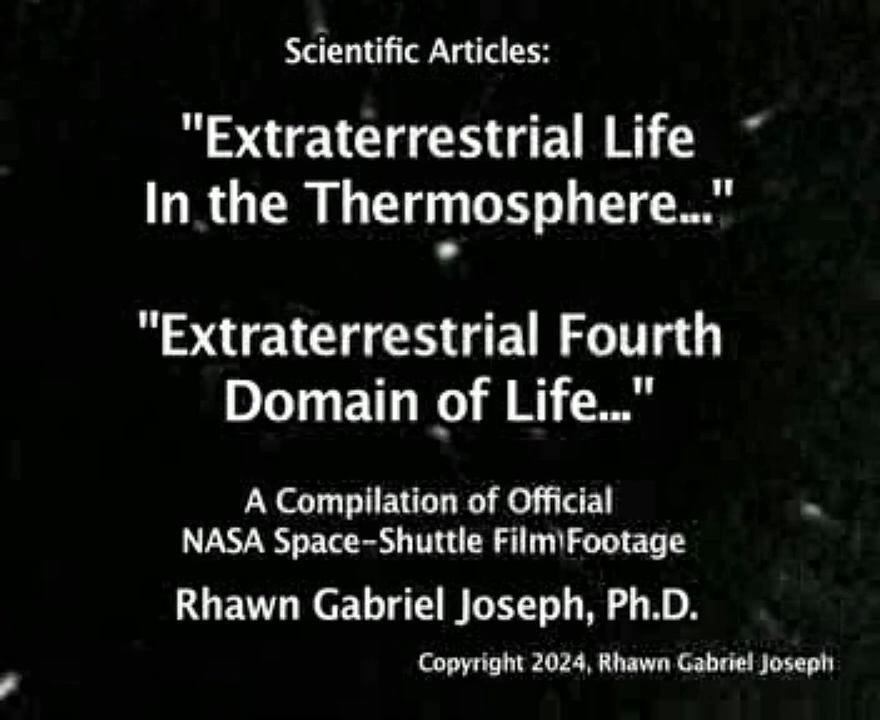 Scientific Articles:
"Extraterrestrial Life
In the Thermosphere..."
"Extraterrestrial Fourth
Domain of Life..."
A Compilation of Official
NASA Space-Shuttle Film Footage
Rhawn Gabriel Joseph, Ph.D.
Copyright 2024, Rhawn Gabriel Joseph